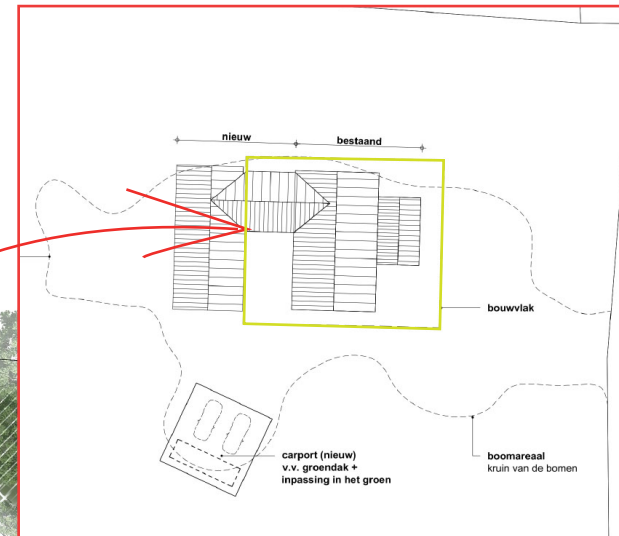 nieuw
bestaand
bouwvlak
carport (nieuw)
v.v. groendak +
inpassing in het groen
boomareaal
kruin van de bomen